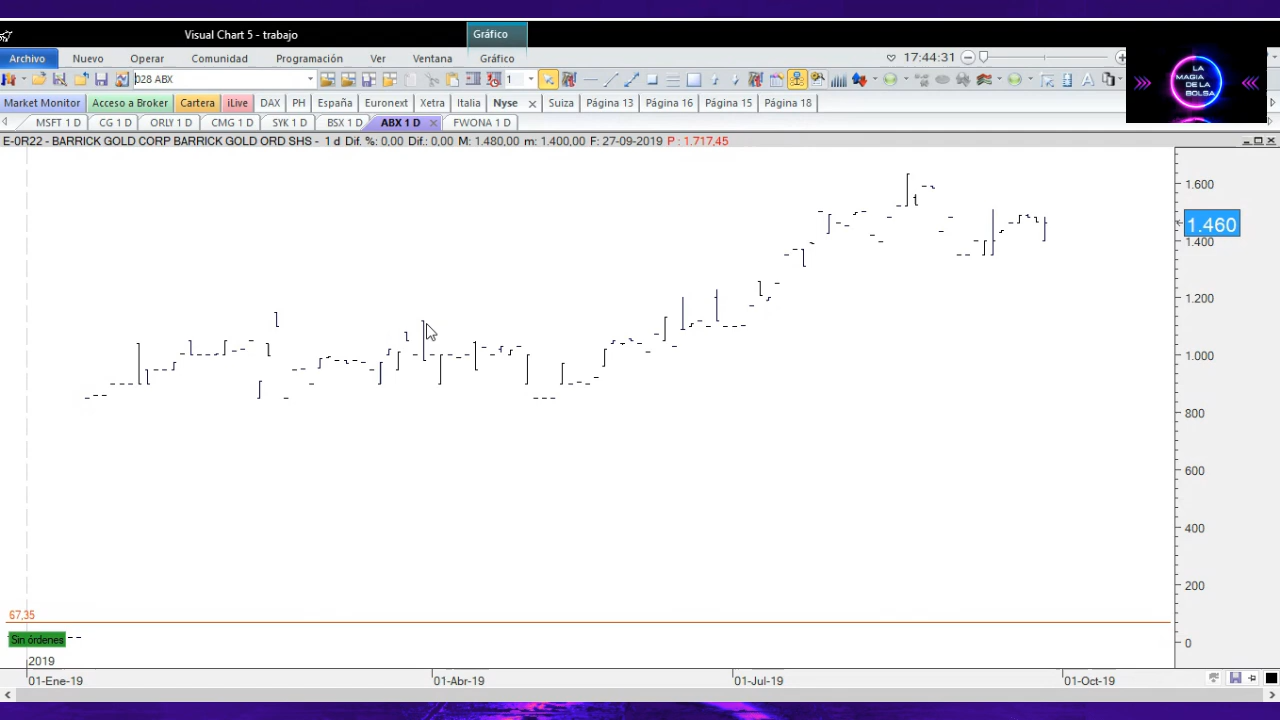 Visual Chart 5 - trabajo
Gráfico
Archivo Nuevo Operar Comunidad Programación Ver Ventana Gráfico 17:44:31
028 ABX 1
Market Monitor Acceso a Broker Cartera iLive DAX PH España Euronext Xetra Italia Nyse Suiza Página 13 Página 16 Página 15 Página 18
MSFT 1 D CG 1 D ORLY 1 D CMG 1 D SYK 1 D BSX 1 D ABX 1 D FWONA 1 D
E-0R22 - BARRICK GOLD CORP BARRICK GOLD ORD SHS - 1 d Dif. %: 0,00 Dif.: 0,00 M: 1.480,00 m: 1.400,00 F: 27-09-2019 P : 1.717,45
LA
MAGIA
DE LA
BOLSA
1.600
1.460
1.400
1.200
1.000
800
600
400
200
0
67,35
Sin órdenes
2019
01-Ene-19 01-Abr-19 01-Jul-19 01-Oct-19